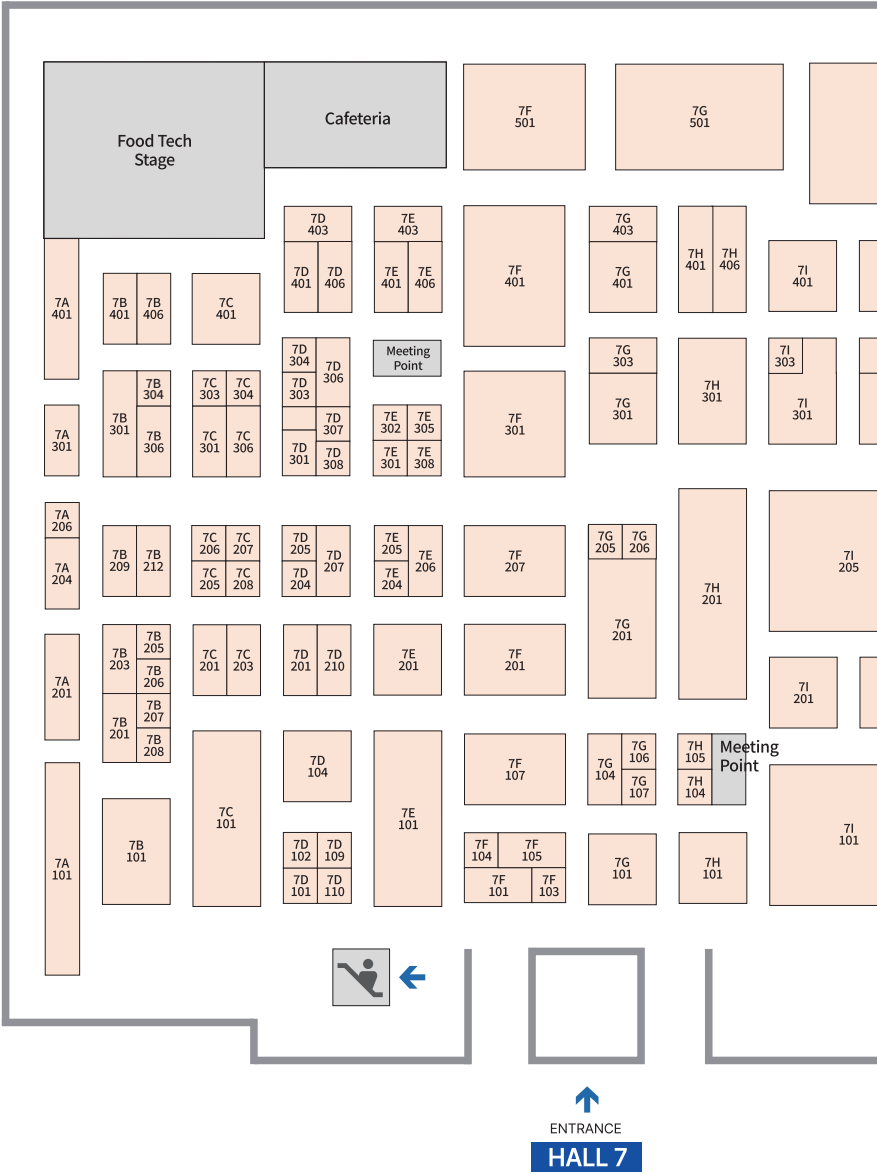 Food Tech
Stage
Cafeteria
7F
501
7G
501
7D
403
7E
403
7G
403
7A
401
7B
401
7B
406
7C
401
7D
401
7D
406
7E
401
7E
406
7F
401
7G
401
7H
401
7H
406
7I
401
Meeting
Point
7D
304
7D
303
7D
306
7G
303
7I
303
7A
301
7B
301
7B
304
7B
306
7C
303
7C
304
7C
301
7C
306
7D
307
7D
301
7D
308
7E
302
7E
305
7E
301
7E
308
7F
301
7G
301
7H
301
7I
301
7A
206
7A
204
7B
209
7B
212
7C
206
7C
207
7C
205
7C
208
7D
205
7D
204
7D
207
7E
205
7E
204
7E
206
7F
207
7G
205
7G
206
7G
201
7H
201
7I
205
7A
201
7B
203
7B
205
7B
206
7B
201
7B
207
7B
208
7C
201
7C
203
7D
201
7D
210
7E
201
7F
201
7I
201
7A
101
7B
101
7C
101
7D
104
7E
101
7F
107
7G
104
7G
106
7G
107
7H
105
7H
104
Meeting
Point
7D
102
7D
109
7D
101
7D
110
7F
104
7F
105
7F
101
7F
103
7G
101
7H
101
7I
101
ENTRANCE
HALL 7